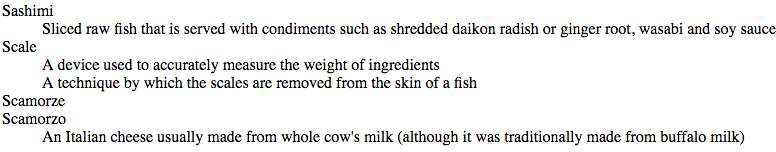 Sashimi
Sliced raw fish that is served with condiments such as shredded daikon radish or ginger root, wasabi and soy sauce
Scale
A device used to accurately measure the weight of ingredients
A technique by which the scales are removed from the skin of a fish
Scamorze
Scamorzo
An Italian cheese usually made from whole cow's milk (although it was traditionally made from buffalo milk)